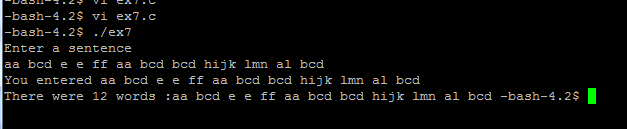 -bash-4.2$ vi ex7.c
-bash-4.2$ vi ex7.c
-bash-4.2$ ./ex7
Enter a sentence
aa bcd e e ff aa bcd bcd hijk lmn al bcd
You entered aa bcd e e ff aa bcd bcd hijk lmn al bcd
There were 12 words :aa bcd e e ff aa bcd bcd hijk lmn al bcd -bash-4.2$